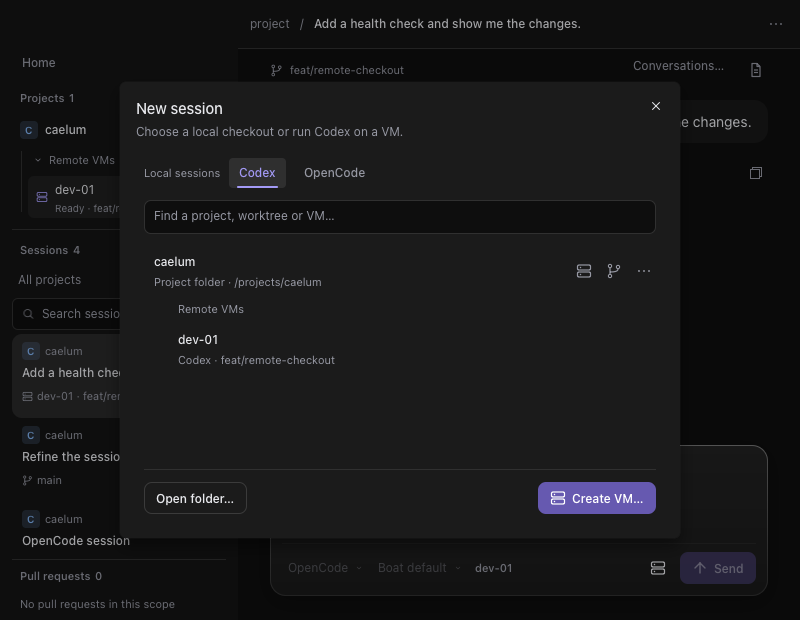 project / Add a health check and show me the changes.
Home
feat/remote-checkout
Conversations...
Projects 1
C caelum
Remote VMs
dev-01
Ready · feat/r
Sessions 4
All projects
Search sessio
C caelum
Add a health che
dev-01 · feat/re
C caelum
Refine the sessio
main
C caelum
OpenCode session
Pull requests 0
No pull requests in this scope
e changes.
New session
Choose a local checkout or run Codex on a VM.
Local sessions Codex OpenCode
Find a project, worktree or VM...
caelum
Project folder · /projects/caelum
Remote VMs
dev-01
Codex · feat/remote-checkout
Open folder... Create VM...
OpenCode Boat default dev-01 Send